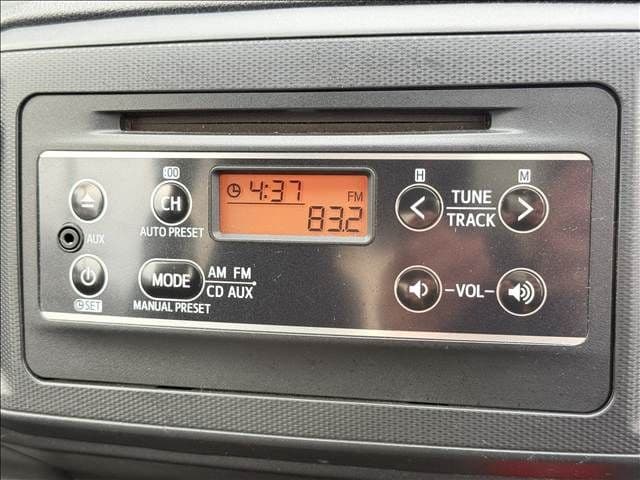 :00
H
M
CH
4:37
FM
83.2
TUNE
TRACK
AUX
AUTO PRESET
MODE
AM FM
CD AUX
-VOL-
SET
MANUAL PRESET